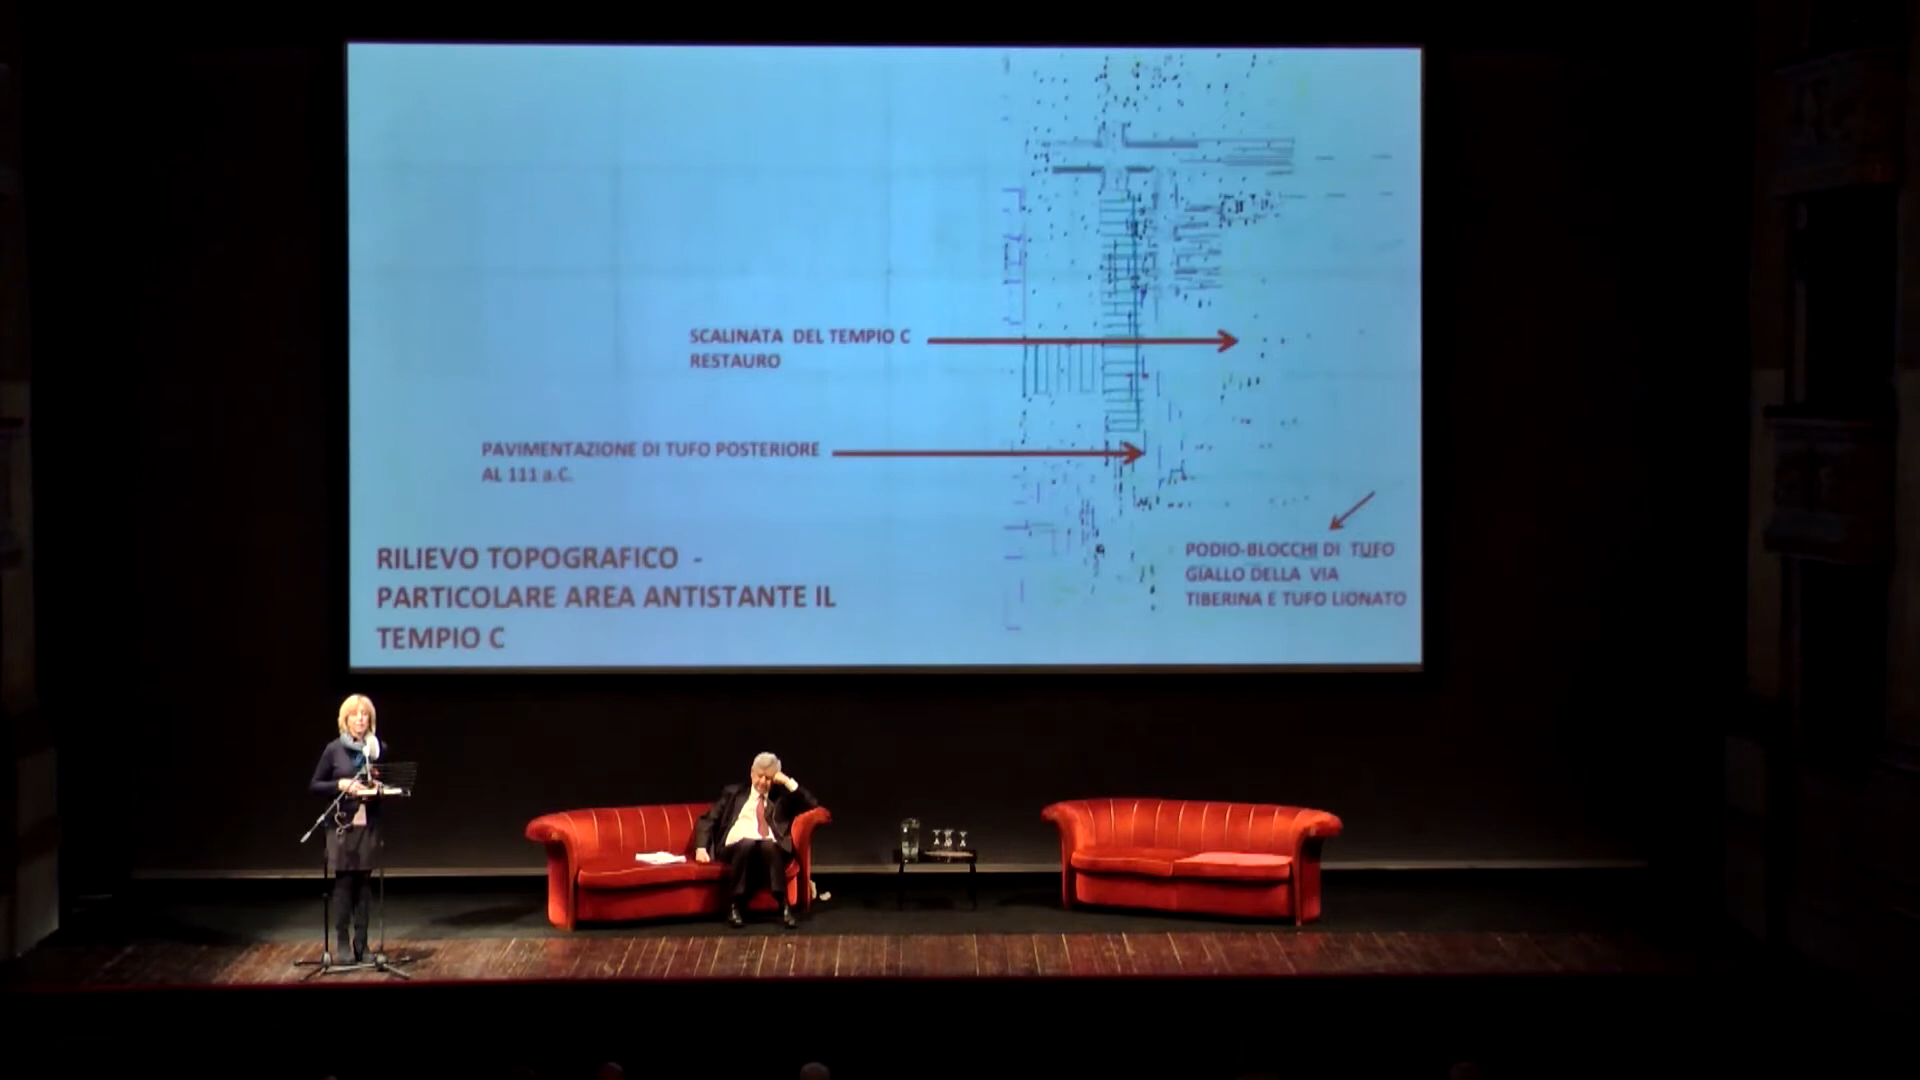 SCALINATA DEL TEMPIO C
RESTAURO
PAVIMENTAZIONE DI TUFO POSTERIORE
AL 111 a.C.
RILIEVO TOPOGRAFICO -
PARTICOLARE AREA ANTISTANTE IL
TEMPIO C
PODIO-BLOCCHI DI TUFO
GIALLO DELLA VIA
TIBERINA E TUFO LIONATO